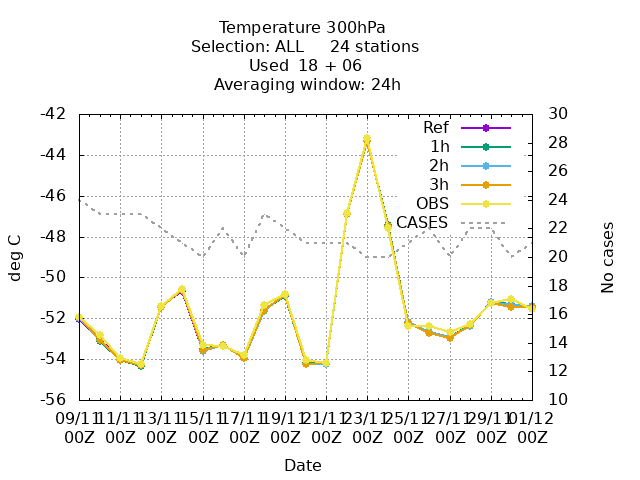 Temperature 300hPa
Selection: ALL 24 stations
Used 18 + 06
Averaging window: 24h
-42
-44
-46
-48
-50
-52
-54
-56
deg C
30
28
26
24
22
20
18
16
14
12
10
No cases
Ref
1h
2h
3h
OBS
CASES
09/11 11/11 13/11 15/11 17/11 19/11 21/11 23/11 25/11 27/11 29/11 01/12
00Z 00Z 00Z 00Z 00Z 00Z 00Z 00Z 00Z 00Z 00Z 00Z
Date